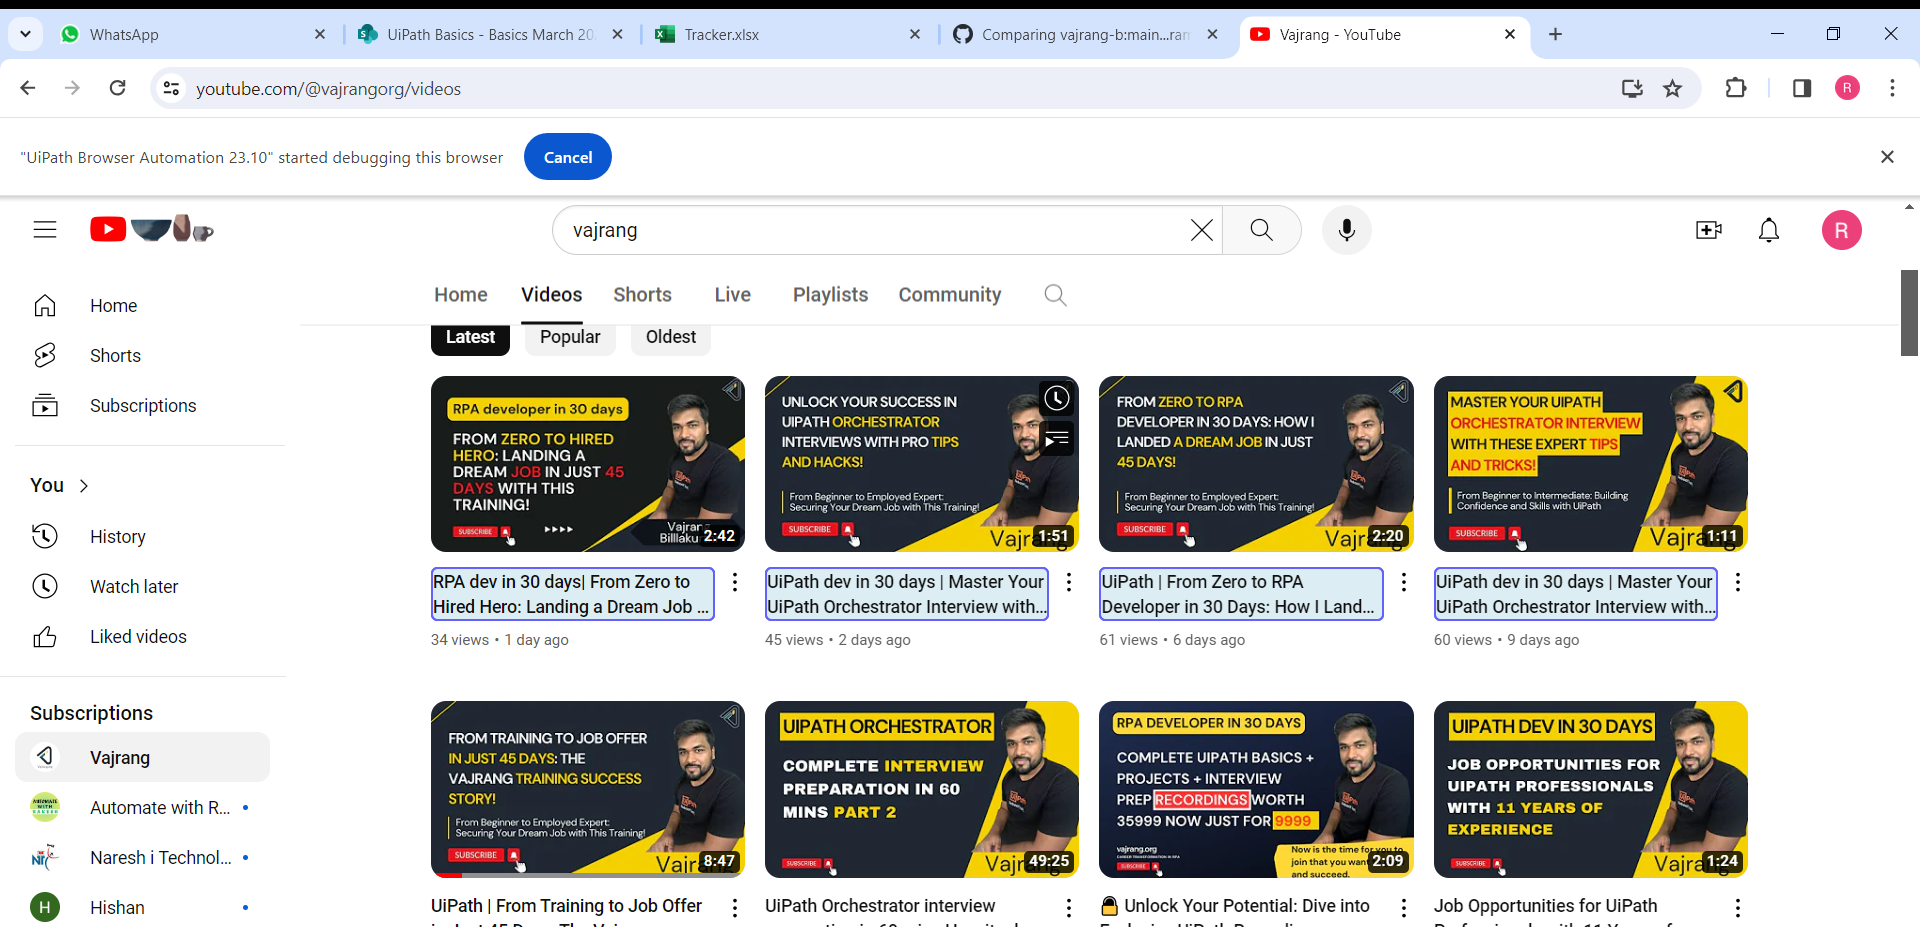 WhatsApp
UiPath Basics - Basics March 20
Tracker.xlsx
Comparing vajrang-b:main...ran
Vajrang - YouTube
youtube.com/@vajrangorg/videos
R
"UiPath Browser Automation 23.10" started debugging this browser
Cancel
vajrang
R
Home
Videos
Shorts
Live
Playlists
Community
Latest
Popular
Oldest
Home
Shorts
Subscriptions
You
History
Watch later
Liked videos
Subscriptions
Vajrang
Automate with R...
Naresh i Technol...
H
Hishan
RPA developer in 30 days
FROM ZERO TO HIRED
HERO: LANDING A
DREAM JOB IN JUST 45
DAYS WITH THIS
TRAINING!
SUBSCRIBE
Vajrang
2:42
RPA dev in 30 days| From Zero to
Hired Hero: Landing a Dream Job ...
34 views • 1 day ago
UNLOCK YOUR SUCCESS IN
UIPATH ORCHESTRATOR
INTERVIEWS WITH PRO TIPS
AND HACKS!
From Beginner to Employed Expert:
Securing Your Dream Job with This Training!
SUBSCRIBE
1:51
UiPath dev in 30 days | Master Your
UiPath Orchestrator Interview with...
45 views • 2 days ago
FROM ZERO TO RPA
DEVELOPER IN 30 DAYS: HOW I
LANDED A DREAM JOB IN JUST
45 DAYS!
From Beginner to Employed Expert:
Securing Your Dream Job with This Training!
SUBSCRIBE
2:20
UiPath | From Zero to RPA
Developer in 30 Days: How I Land...
61 views • 6 days ago
MASTER YOUR UIPATH
ORCHESTRATOR INTERVIEW
WITH THESE EXPERT TIPS
AND TRICKS!
From Beginner to Intermediate: Building
Confidence and Skills with UiPath
SUBSCRIBE
1:11
UiPath dev in 30 days | Master Your
UiPath Orchestrator Interview with...
60 views • 9 days ago
FROM TRAINING TO JOB OFFER
IN JUST 45 DAYS: THE
VAJRANG TRAINING SUCCESS
STORY!
From Beginner to Employed Expert:
Securing Your Dream Job with This Training!
SUBSCRIBE
8:47
UiPath | From Training to Job Offer
UIPATH ORCHESTRATOR
COMPLETE INTERVIEW
PREPARATION IN 60
MINS PART 2
SUBSCRIBE
49:25
UiPath Orchestrator interview
RPA DEVELOPER IN 30 DAYS
COMPLETE UIPATH BASICS +
PROJECTS + INTERVIEW
PREP RECORDINGS WORTH
35999 NOW JUST FOR 9999
vajrang.org
SUBSCRIBE
Now is the time for you to
join that you want
and succeed.
2:09
Unlock Your Potential: Dive into
UIPATH DEV IN 30 DAYS
JOB OPPORTUNITIES FOR
UIPATH PROFESSIONALS
WITH 11 YEARS OF
EXPERIENCE
SUBSCRIBE
1:24
Job Opportunities for UiPath